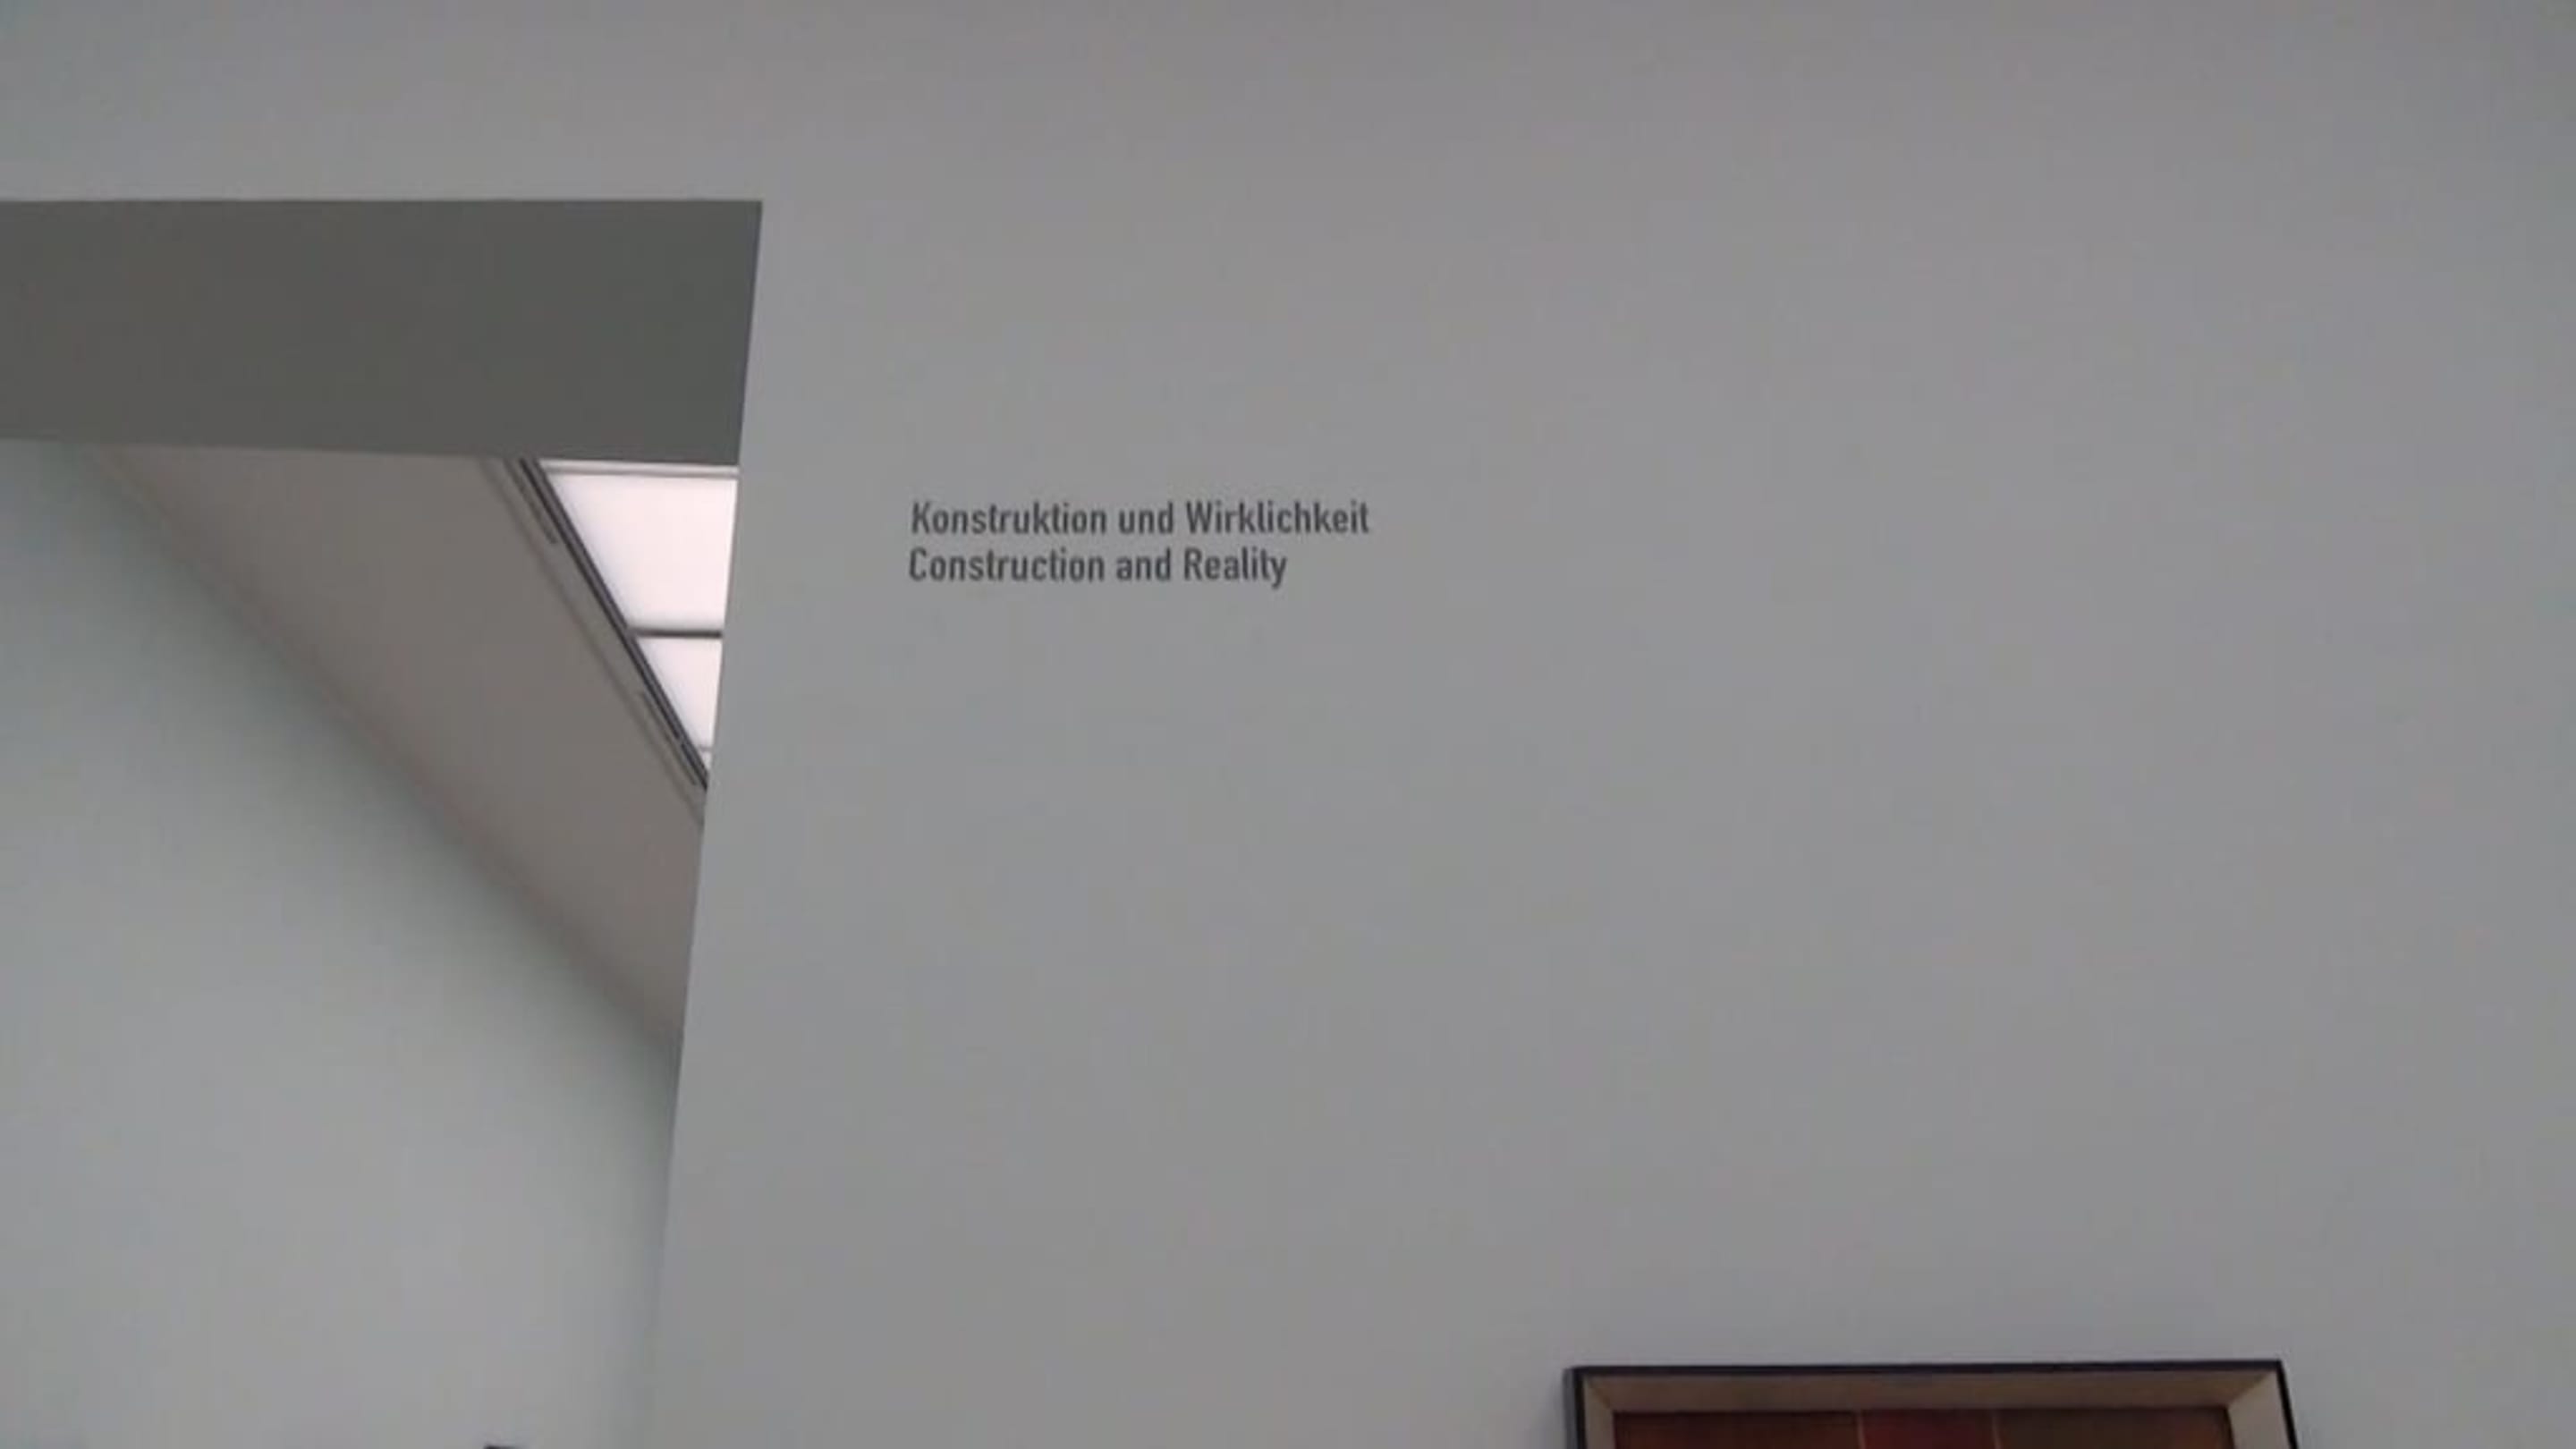 Konstruktion und Wirklichkeit
Construction and Reality